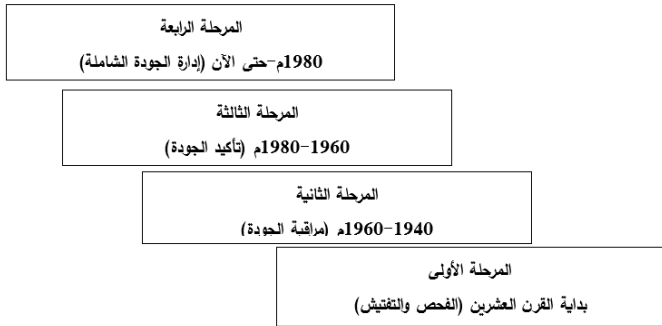 المرحلة الرابعة
1980م-حتى الآن (إدارة الجودة الشاملة)
المرحلة الثالثة
1960-1980م (تأكيد الجودة)
المرحلة الثانية
1940-1960م (مراقبة الجودة)
المرحلة الأولى
بداية القرن العشرين (الفحص والتفتيش)